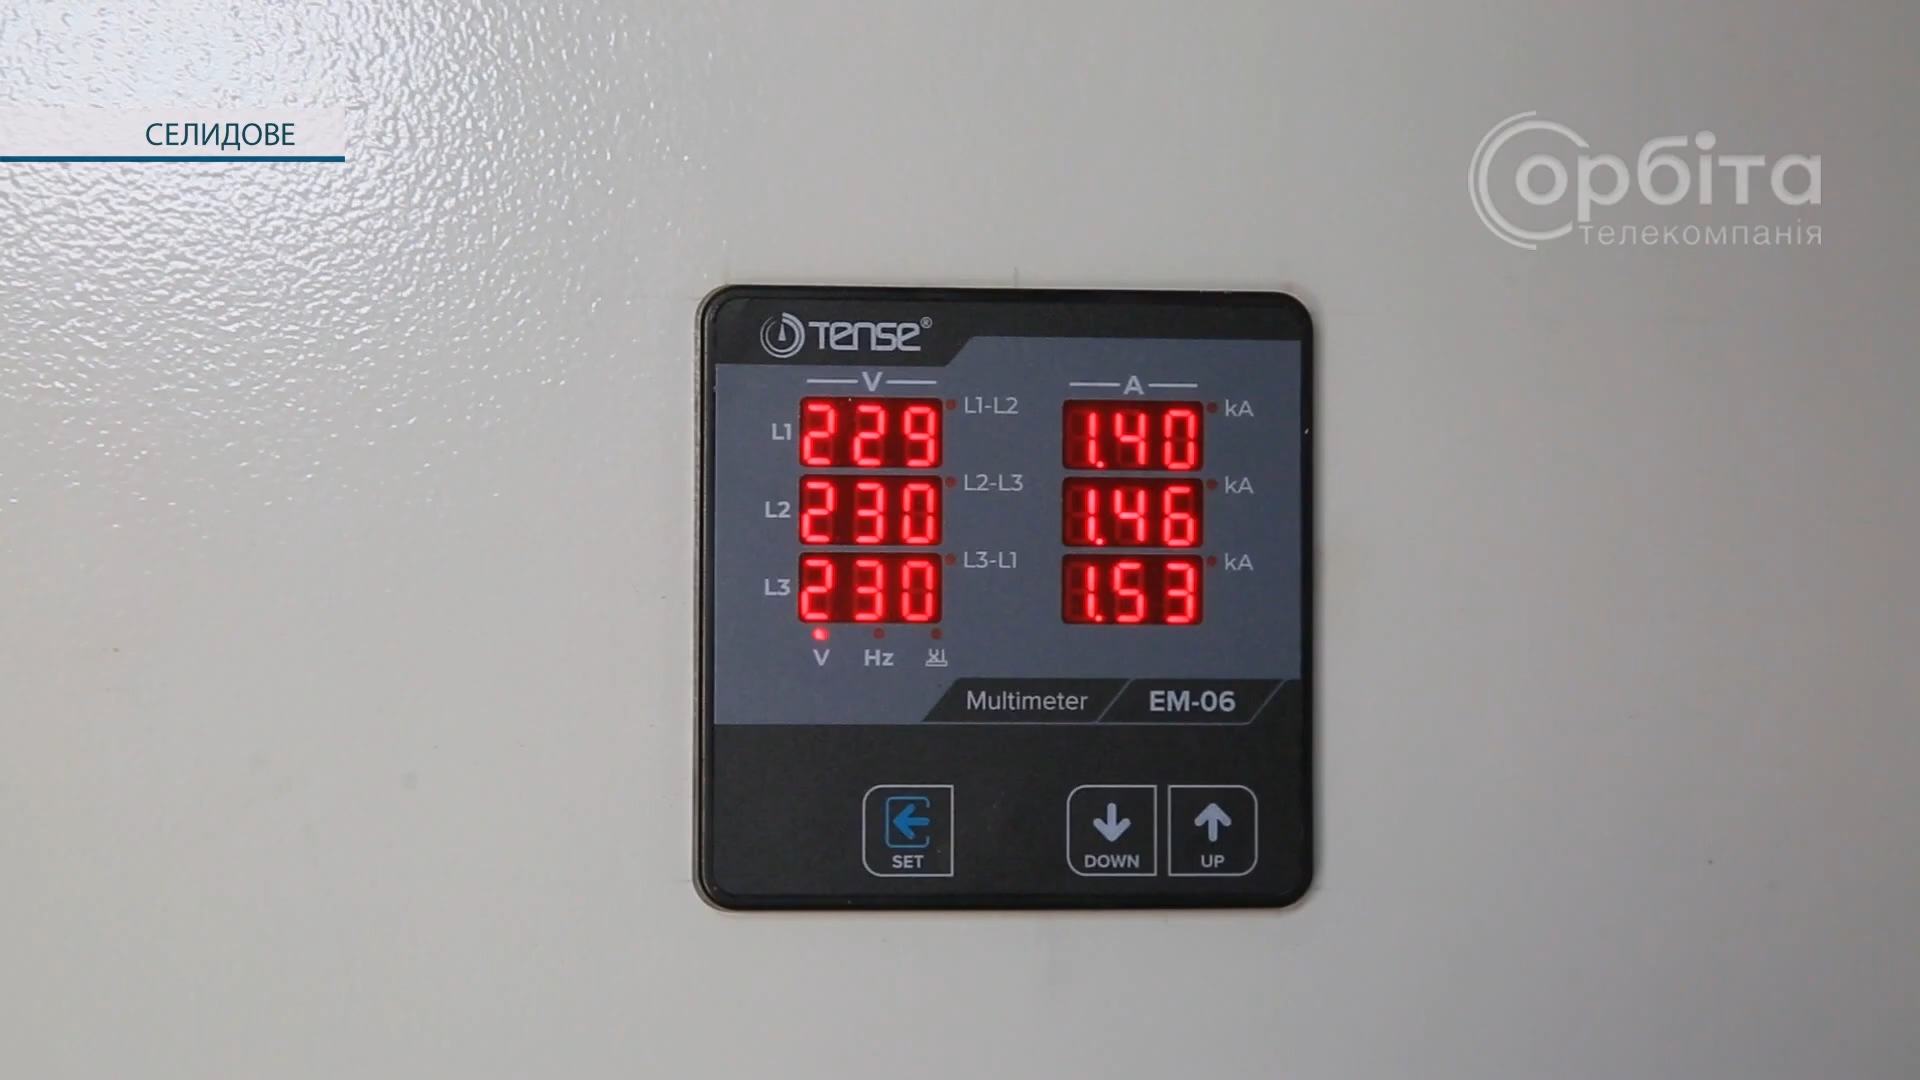 СЕЛИДОВЕ
орбіта
телекомпанія
TENSE®
V A
L1 229 L1-L2 1.40 kA
L2 230 L2-L3 1.46 kA
L3 230 L3-L1 1.53 kA
V Hz
Multimeter EM-06
SET DOWN UP